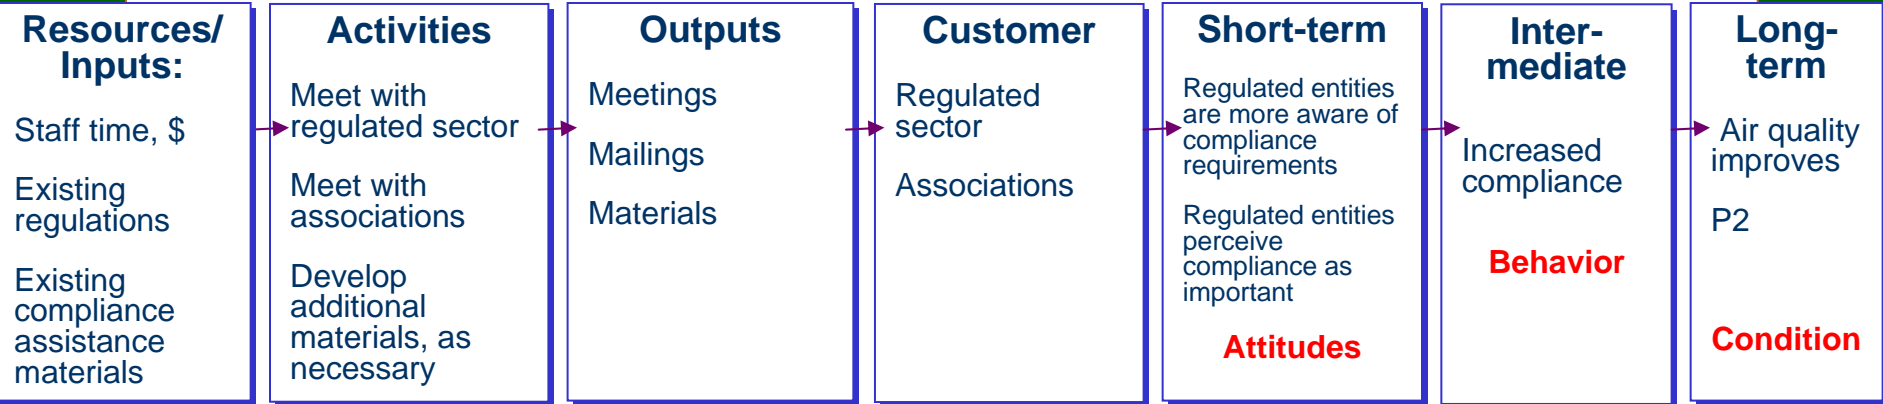 Resources/
Inputs:
Staff time, $
Existing
regulations
Existing
compliance
assistance
materials
Activities
Meet with
regulated sector
Meet with
associations
Develop
additional
materials, as
necessary
Outputs
Meetings
Mailings
Materials
Customer
Regulated
sector
Associations
Short-term
Regulated entities
are more aware of
compliance
requirements
Regulated entities
perceive
compliance as
important
Attitudes
Inter-
mediate
Increased
compliance
Behavior
Long-
term
Air quality
improves
P2
Condition